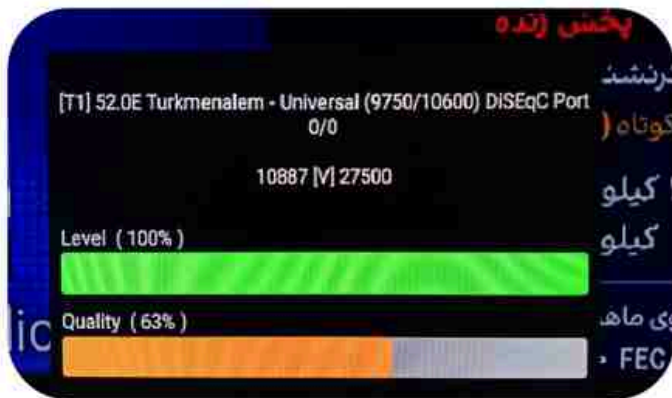 پخش زنده
[T1] 52.0E Turkmenalem - Universal (9750/10600) DiSEqC Port
0/0
10887 [V] 27500
کوتاه (
کیلو
Level ( 100% )
کیلو
Quality ( 63% )
FEC